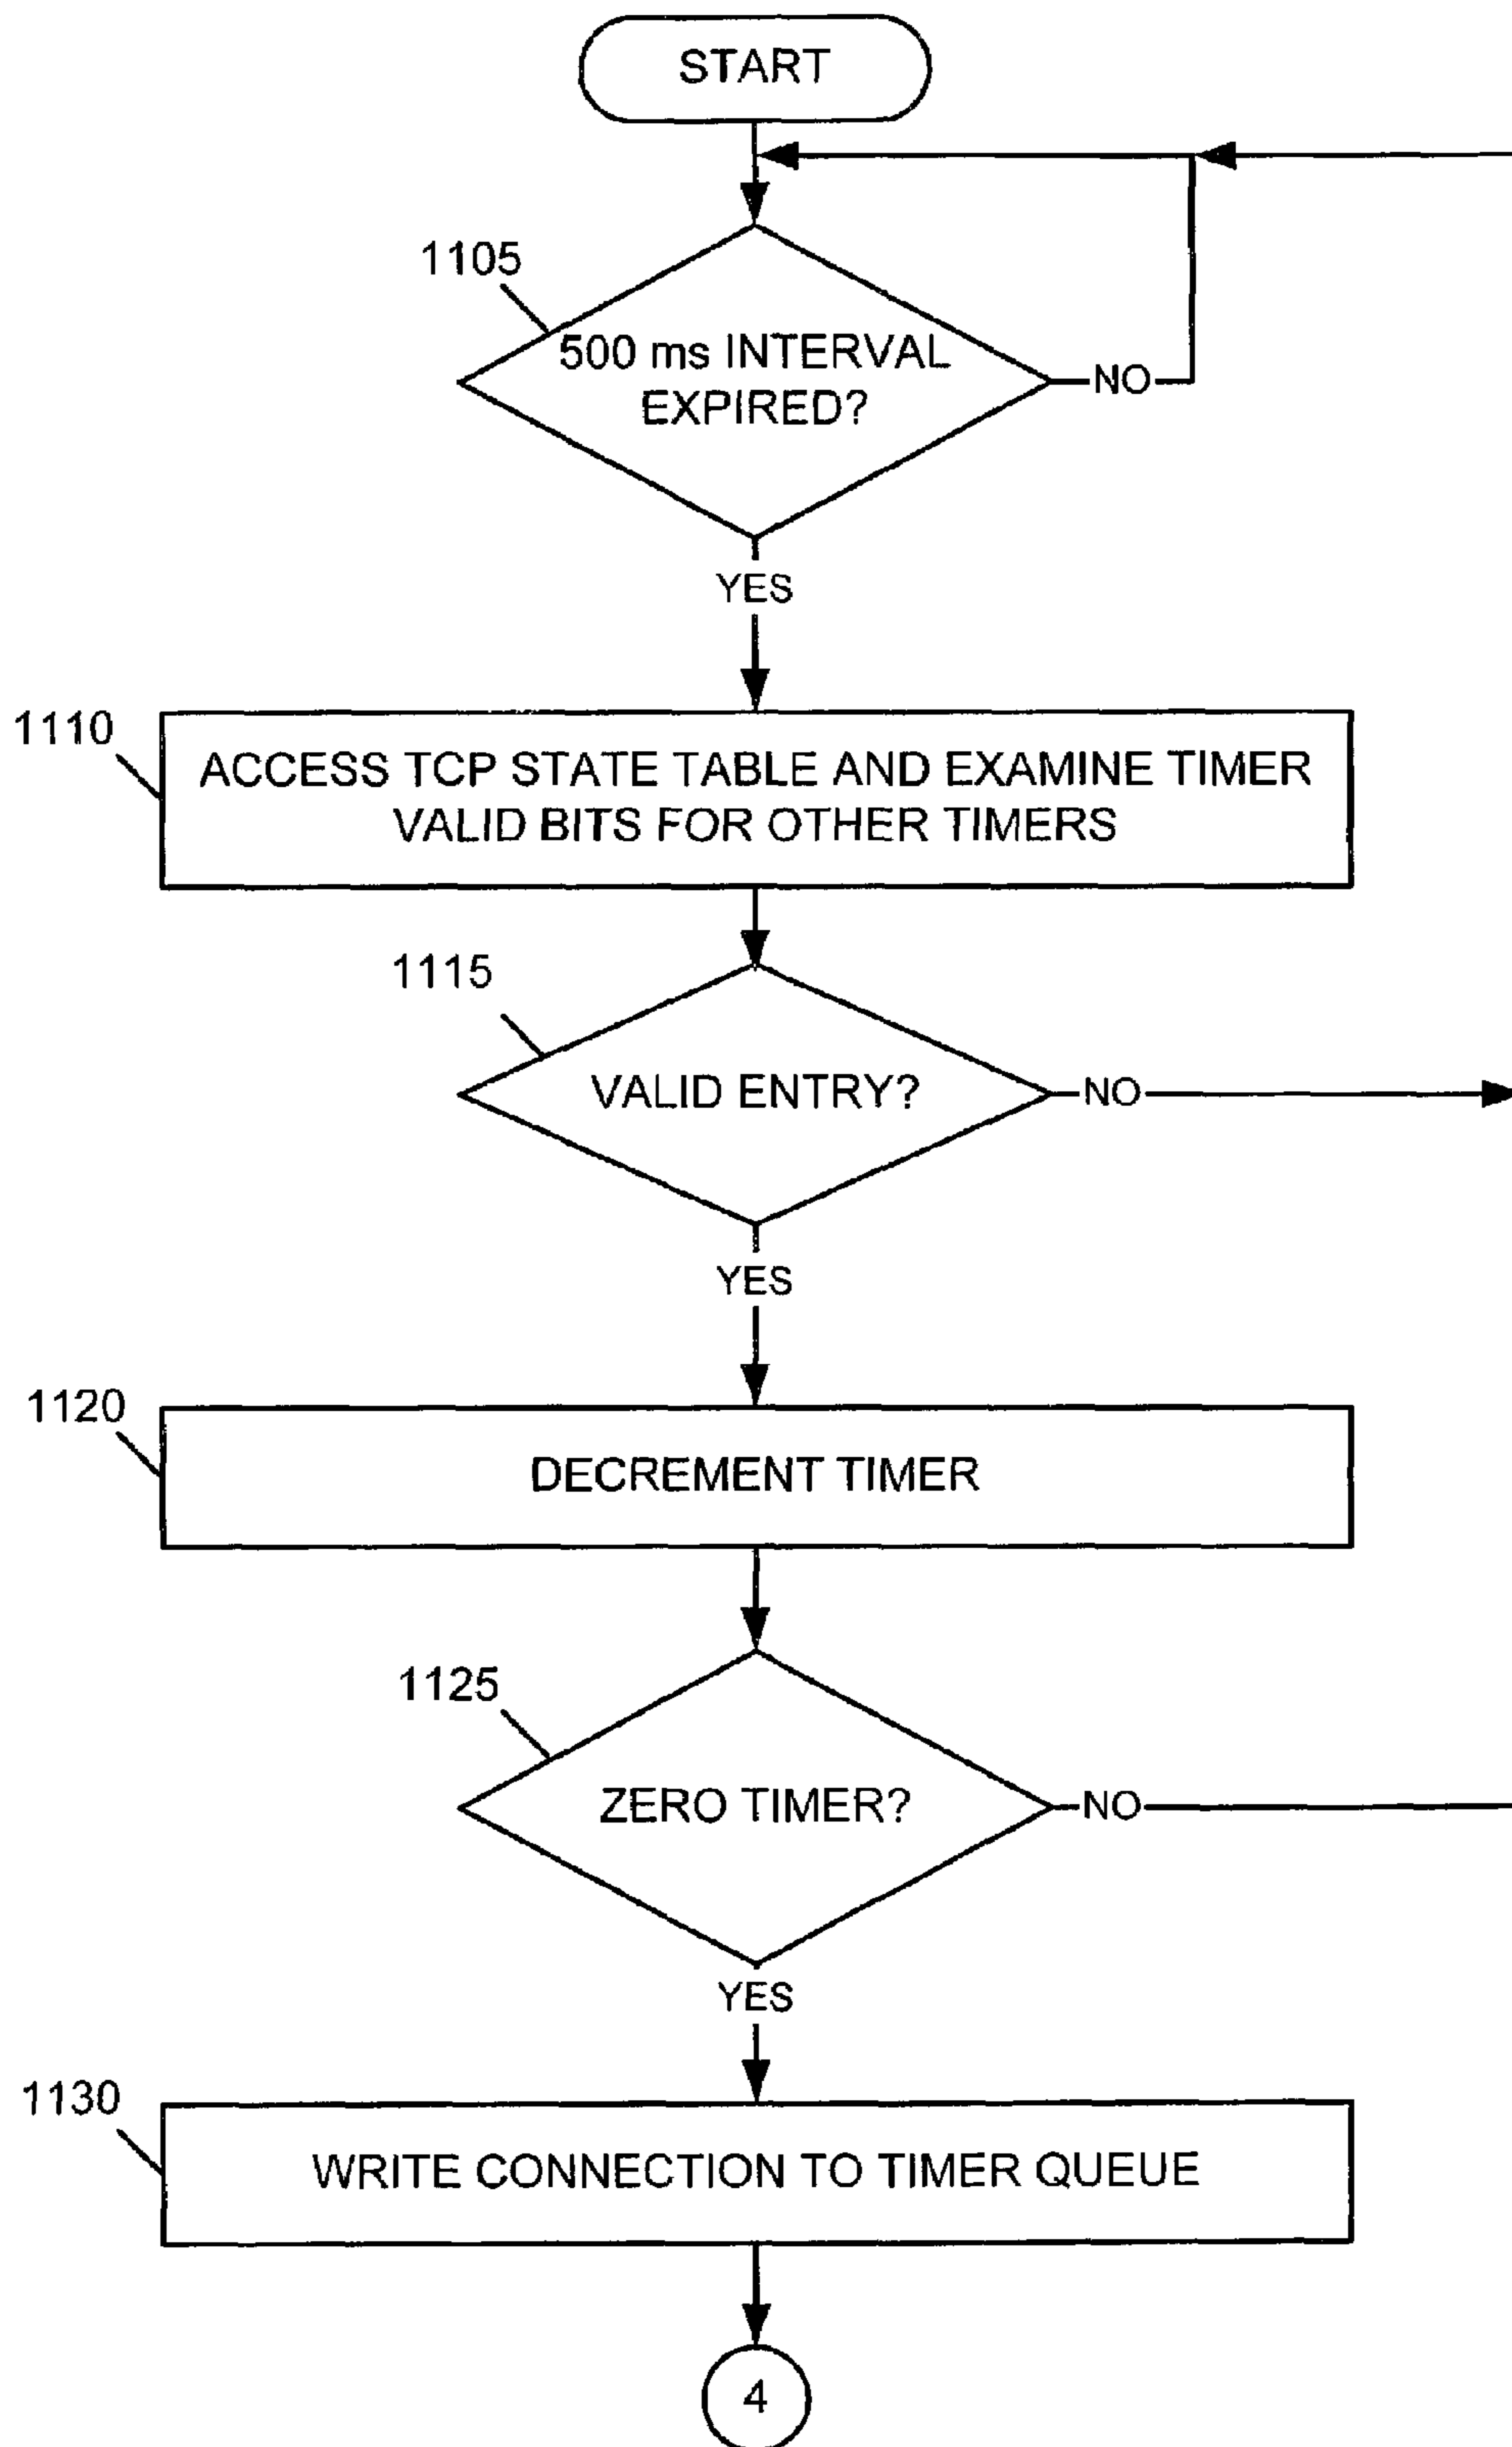 START
1105
500 ms INTERVAL
EXPIRED?
NO
YES
1110
ACCESS TCP STATE TABLE AND EXAMINE TIMER
VALID BITS FOR OTHER TIMERS
1115
VALID ENTRY?
NO
YES
1120
DECREMENT TIMER
1125
ZERO TIMER?
NO
YES
1130
WRITE CONNECTION TO TIMER QUEUE
4